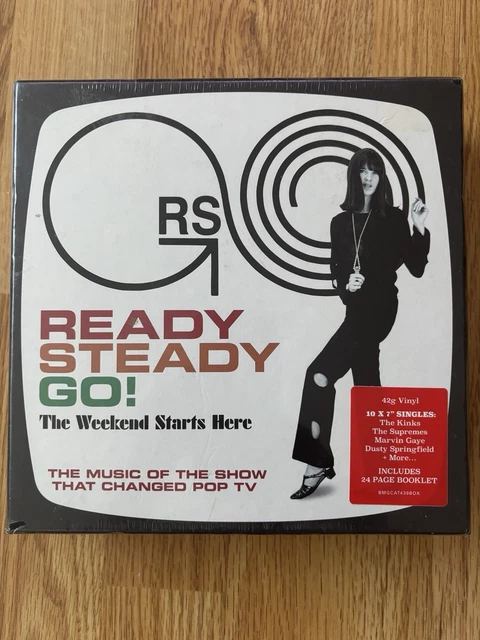 RS
READY
STEADY
GO!
The Weekend Starts Here
THE MUSIC OF THE SHOW
THAT CHANGED POP TV
42g Vinyl
10 X 7" SINGLES:
The Kinks
The Supremes
Marvin Gaye
Dusty Springfield
+ More...
INCLUDES
24 PAGE BOOKLET
BMGCAT439BOX